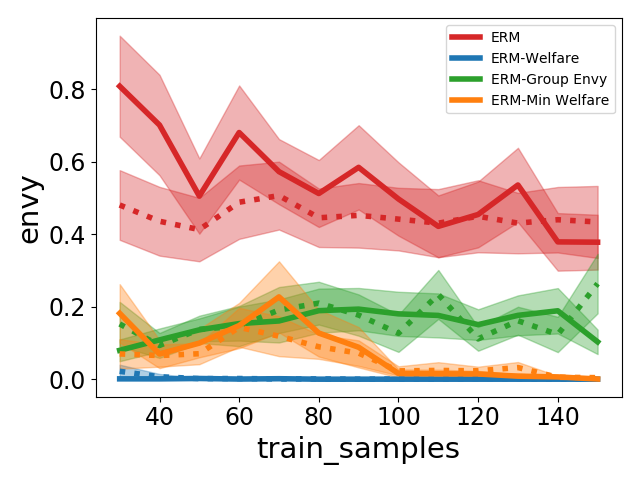 ERM
ERM-Welfare
ERM-Group Envy
ERM-Min Welfare
envy
0.8
0.6
0.4
0.2
0.0
40 60 80 100 120 140
train_samples